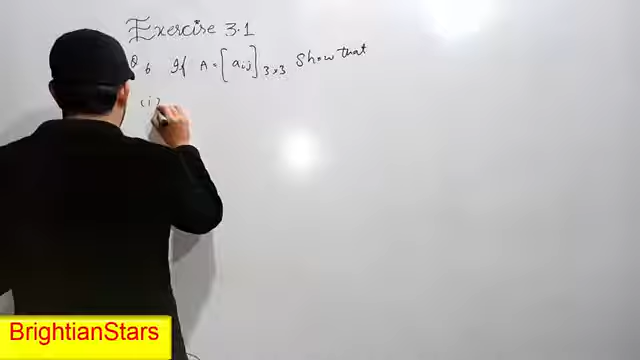 Exercise 3.1
Q 6 If A = [aij]3×3 Show that
(i)
BrightianStars